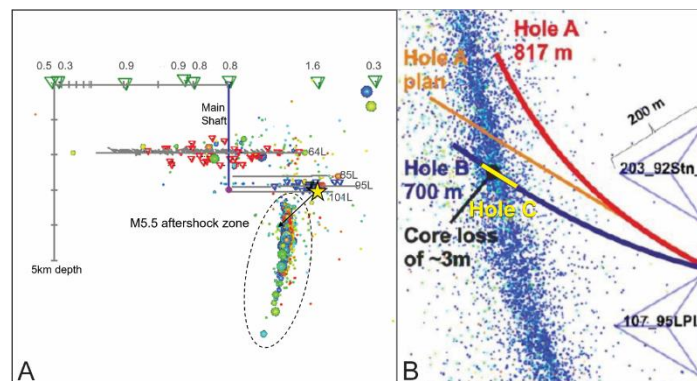 0.5 0.3 0.9 0.9 0.8 0.8 1.6 0.3
Main
Shaft
64L
85L
95L
101L
M5.5 aftershock zone
5km depth
A
Hole A
817 m
Hole A
plan
200 m
203_92Stn_
Hole B
700 m
Hole C
Core loss
of ~3m
107_95LPl
B